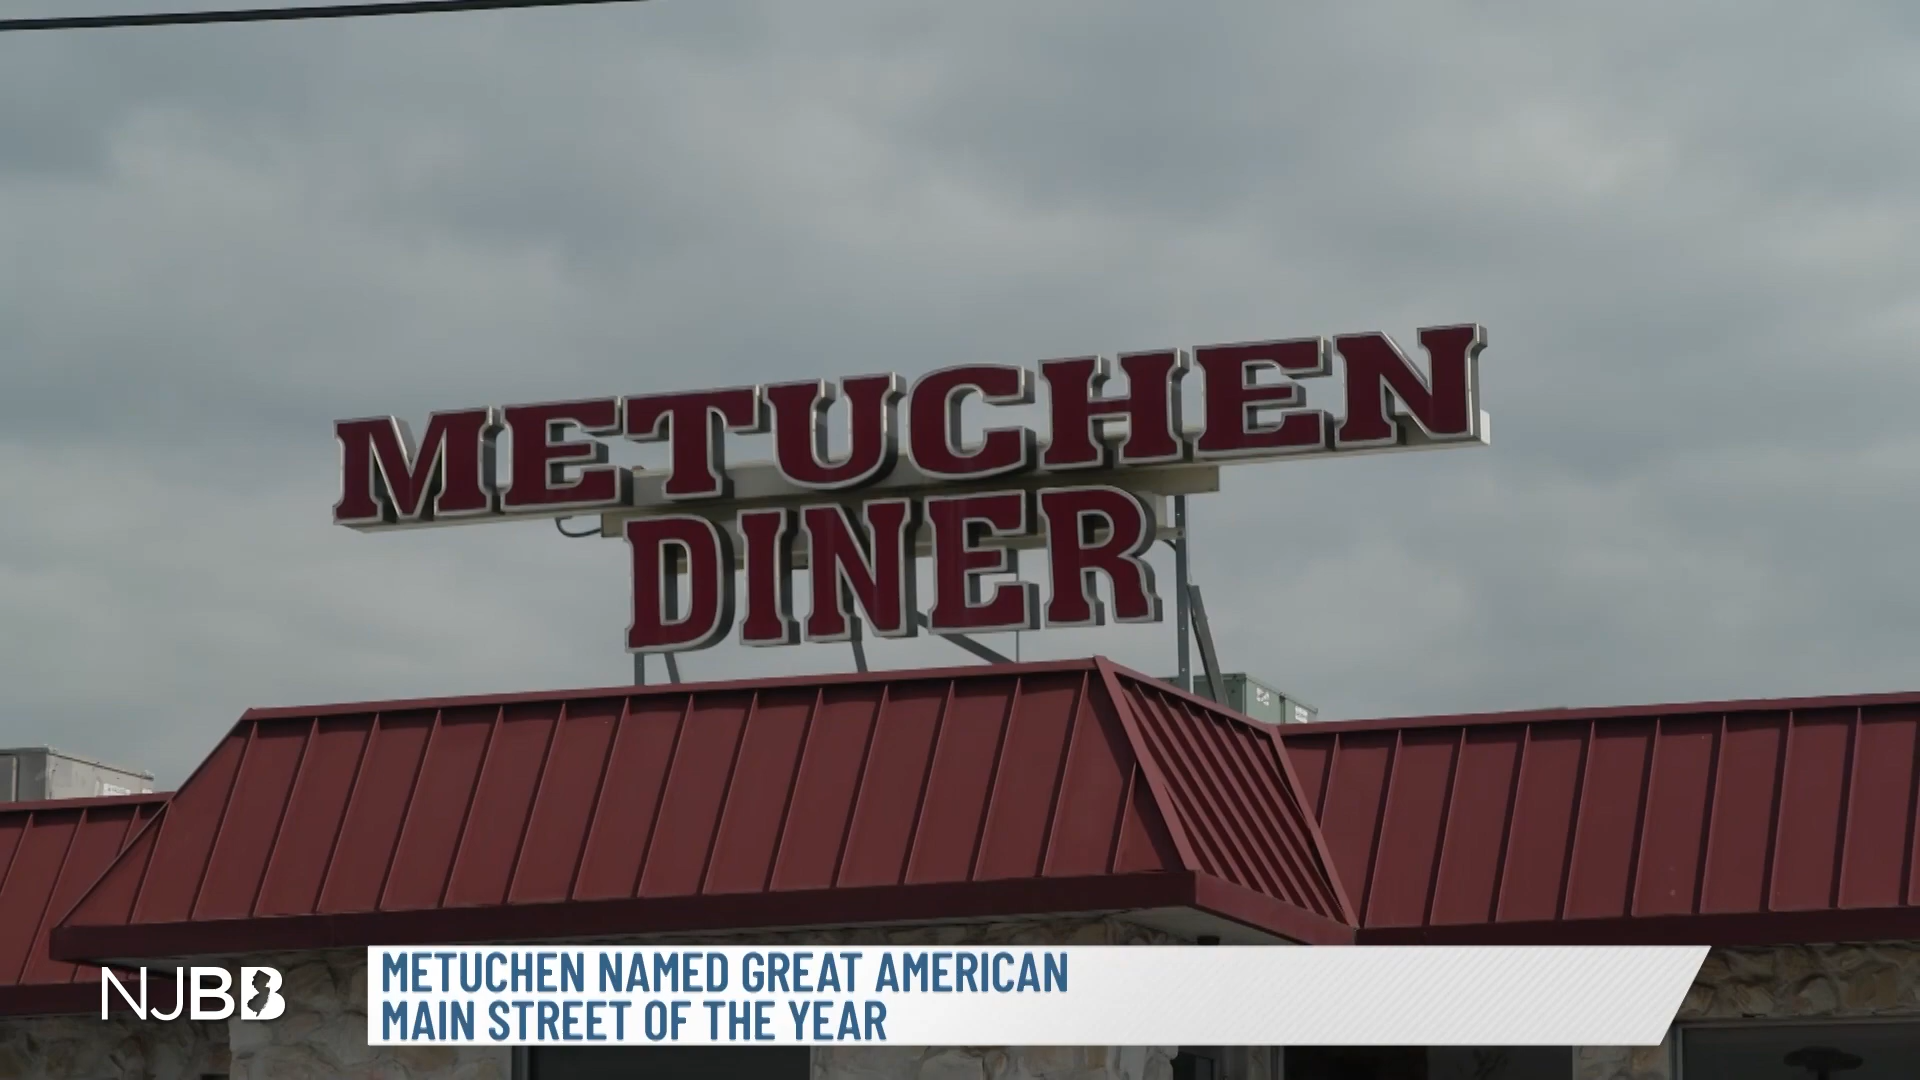 METUCHEN
DINER
NJBB
METUCHEN NAMED GREAT AMERICAN
MAIN STREET OF THE YEAR